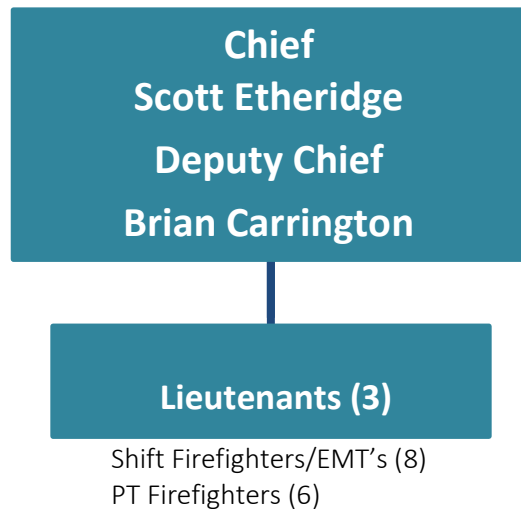 Chief
Scott Etheridge
Deputy Chief
Brian Carrington
Lieutenants (3)
Shift Firefighters/EMT’s (8)
PT Firefighters (6)